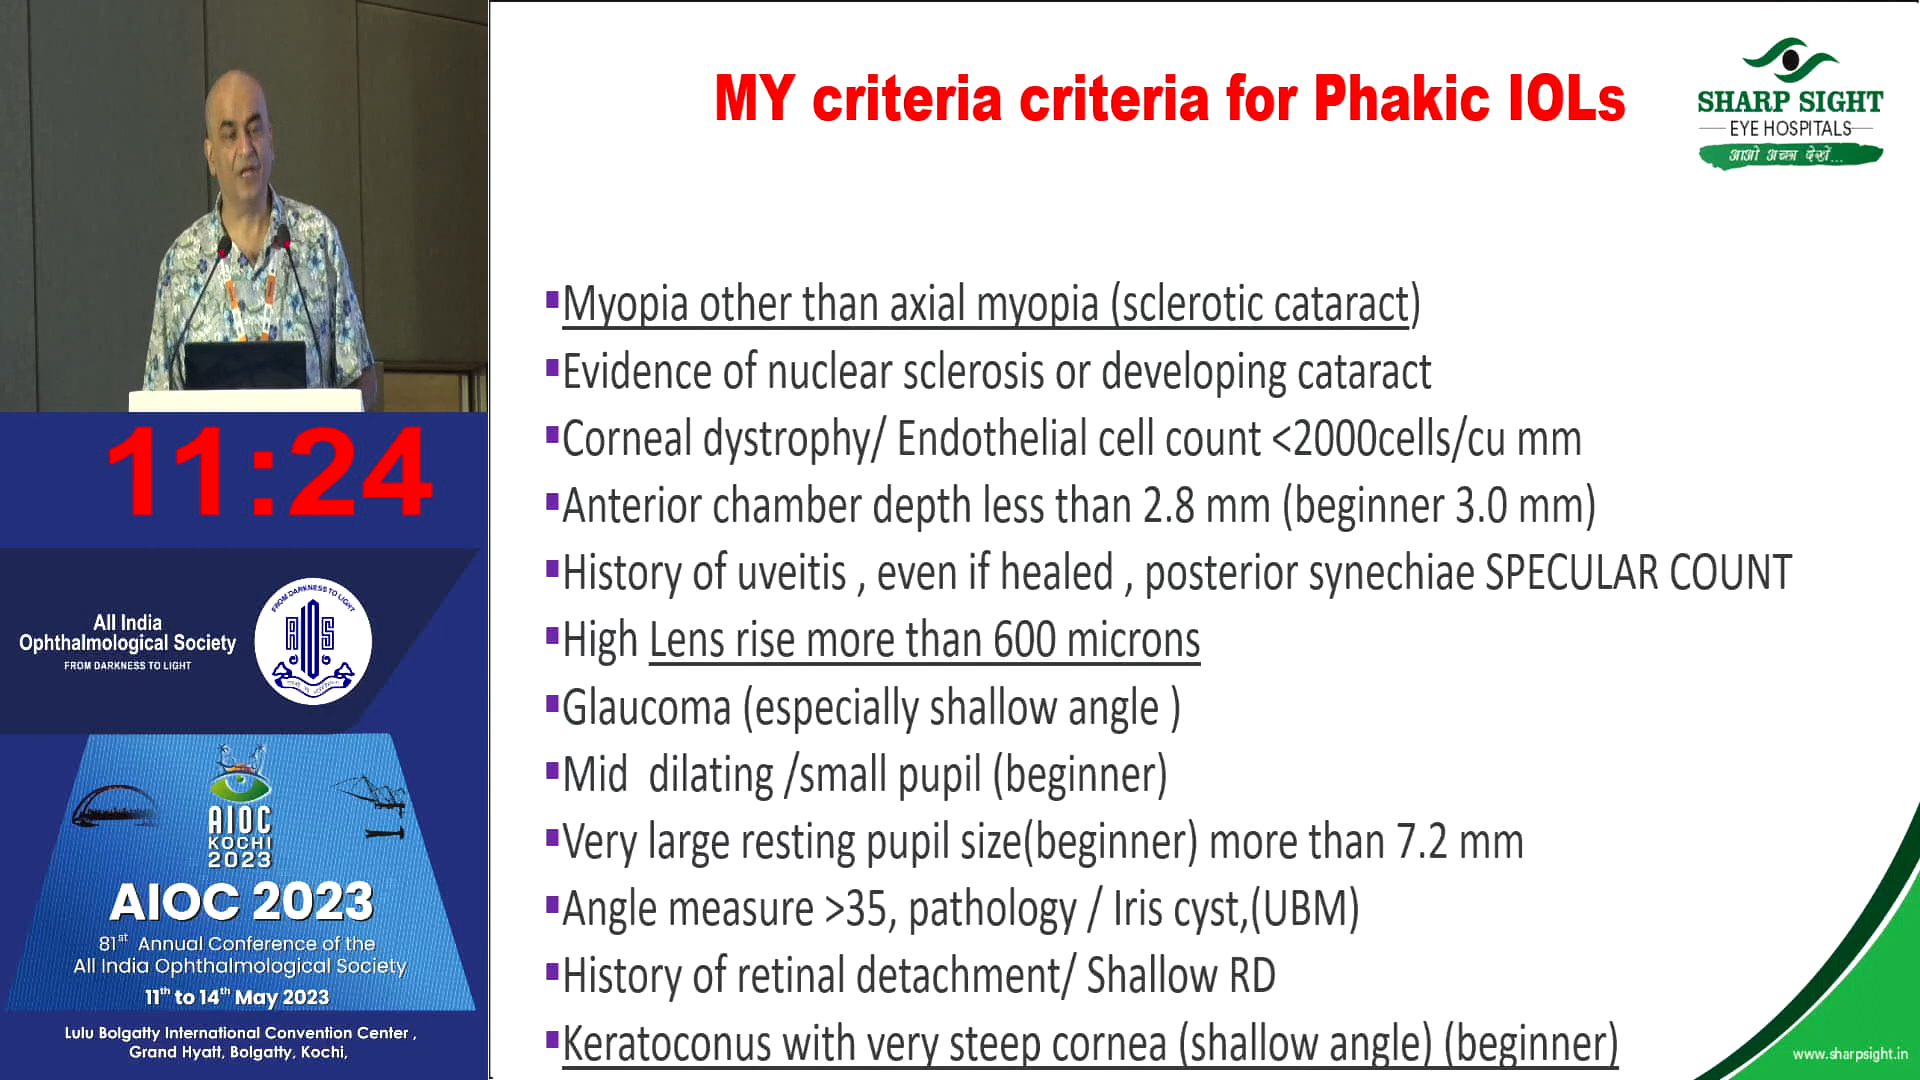 MY criteria criteria for Phakic IOLs
SHARP SIGHT
EYE HOSPITALS
▪Myopia other than axial myopia (sclerotic cataract)
▪Evidence of nuclear sclerosis or developing cataract
▪Corneal dystrophy/ Endothelial cell count <2000cells/cu mm
▪Anterior chamber depth less than 2.8 mm (beginner 3.0 mm)
▪History of uveitis , even if healed , posterior synechiae SPECULAR COUNT
▪High Lens rise more than 600 microns
▪Glaucoma (especially shallow angle )
▪Mid dilating /small pupil (beginner)
▪Very large resting pupil size(beginner) more than 7.2 mm
▪Angle measure >35, pathology / Iris cyst,(UBM)
▪History of retinal detachment/ Shallow RD
▪Keratoconus with very steep cornea (shallow angle) (beginner)
www.sharpsight.in
11:24
All India
Ophthalmological Society
FROM DARKNESS TO LIGHT
FROM DARKNESS TO LIGHT
AIOC
KOCHI
2023
AIOC 2023
81st Annual Conference of the
All India Ophthalmological Society
11th to 14th May 2023
Lulu Bolgatty International Convention Center ,
Grand Hyatt, Bolgatty, Kochi,